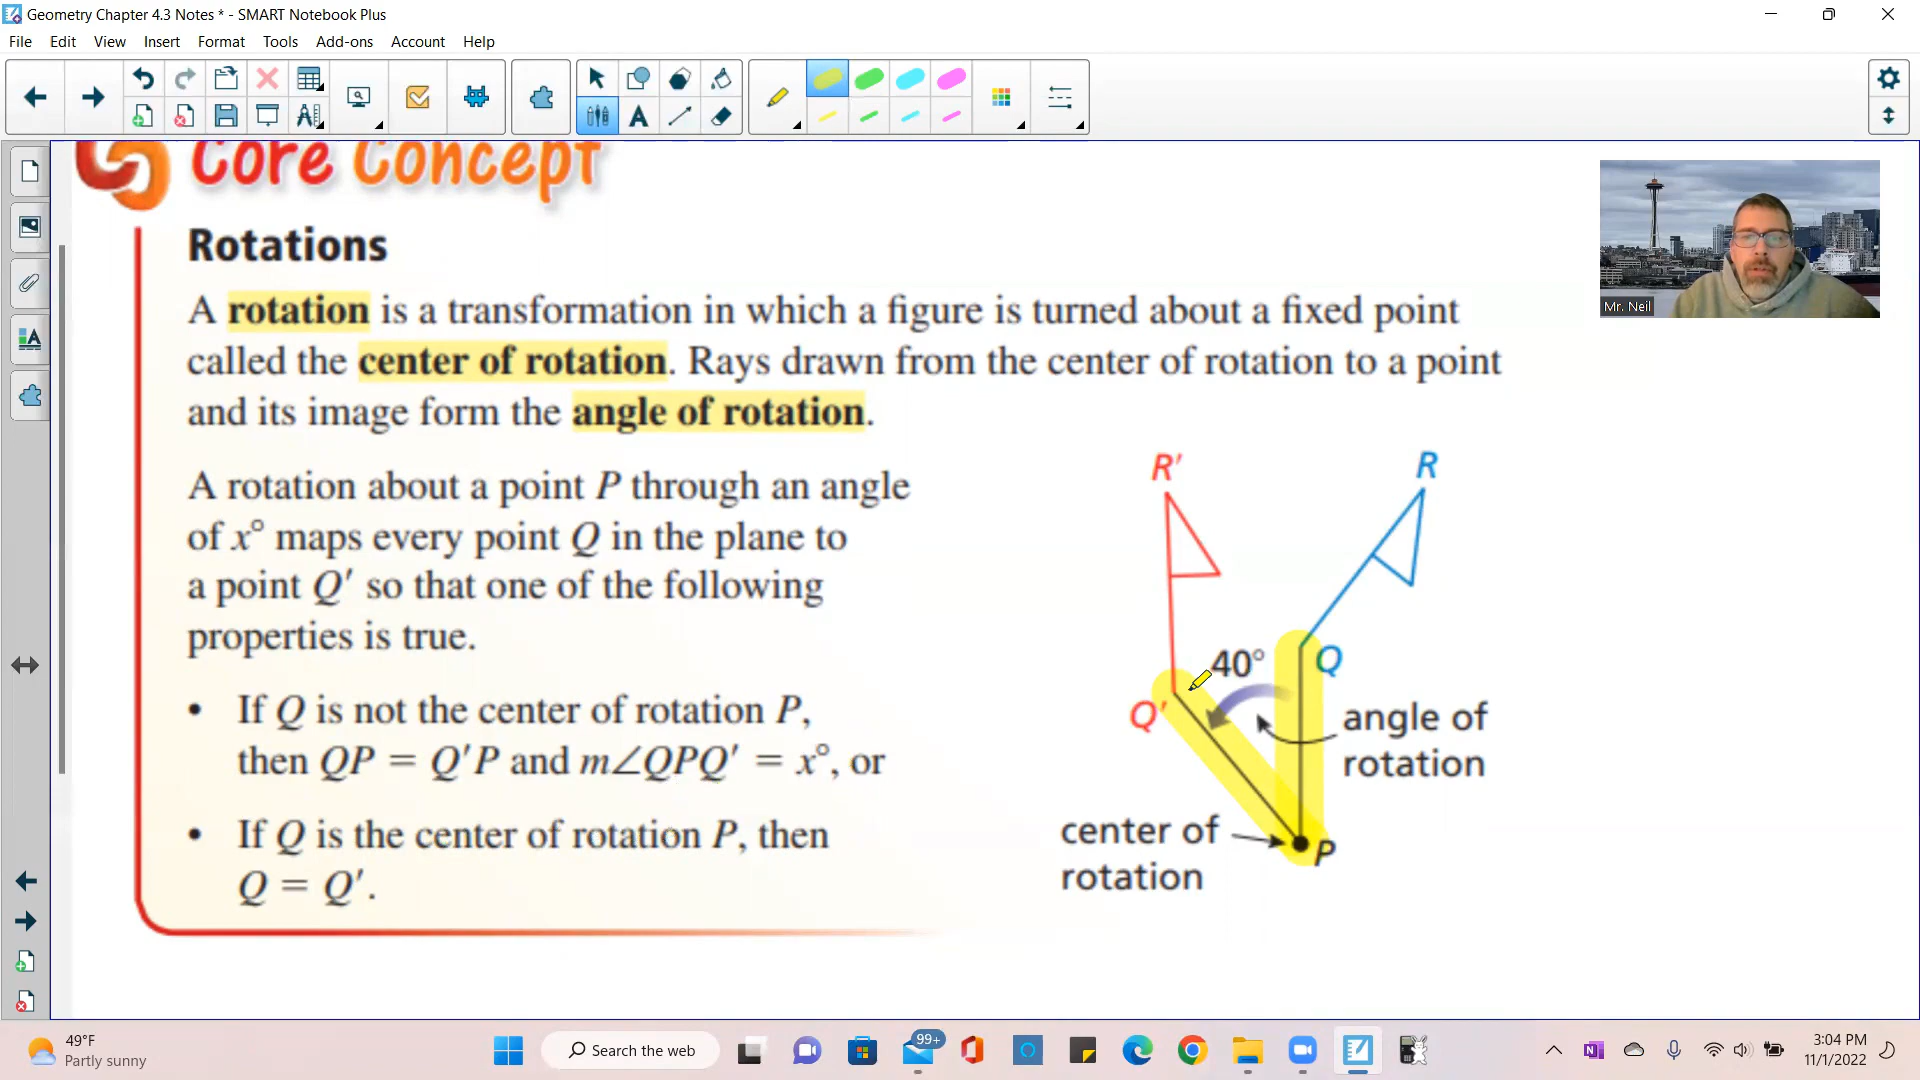 Geometry Chapter 4.3 Notes * - SMART Notebook Plus
File Edit View Insert Format Tools Add-ons Account Help
Core Concept
Mr. Neil
Rotations
A rotation is a transformation in which a figure is turned about a fixed point
called the center of rotation. Rays drawn from the center of rotation to a point
and its image form the angle of rotation.
A rotation about a point P through an angle
of x° maps every point Q in the plane to
a point Q′ so that one of the following
properties is true.
• If Q is not the center of rotation P,
then QP = Q′P and m∠QPQ′ = x°, or
• If Q is the center of rotation P, then
Q = Q′.
R′
R
40°
Q
Q′
angle of
rotation
center of
rotation
P
49°F
Partly sunny
Search the web
99+
3:04 PM
11/1/2022